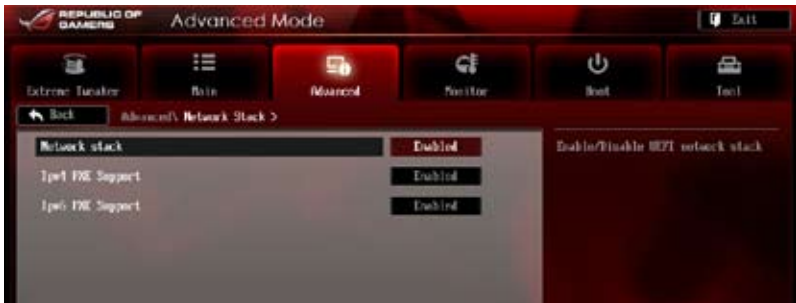 REPUBLIC OF
GAMERS
Advanced Mode
Exit
Extreme Tweaker
Main
Advanced
Monitor
Boot
Tool
Back
Advanced\ Network Stack >
Network stack
Enabled
Enable/Disable UEFI network stack
Ipv4 PXE Support
Enabled
Ipv6 PXE Support
Enabled